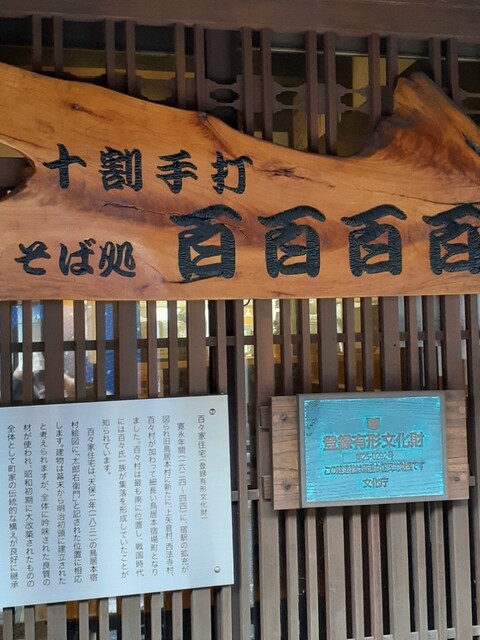 十割手打
そば処 百百百百
百々家住宅(登録有形文化財)
寛永年間(一六二四‐四四)に、宿駅の拡充が
図られ旧鳥居本村に新たに、上矢倉村、西法寺村、
百々村が加わって細長い鳥居本宿場町となり
ました。百々村は最も南に位置し、戦国時代
には百々氏一族が集落を形成していたことが
知られています。
百々家住宅は、天保二年(一八三一)の鳥居本宿
村絵図に、"太郎右衛門"と記された位置に相応
します。建物は幕末から明治初頭に建立された
と考えられますが、全体に吟味された良質の
材が使われ、昭和初期に大改築されたものの
全体として町家の伝統的な構えが良好に継承
登録有形文化財
文化庁